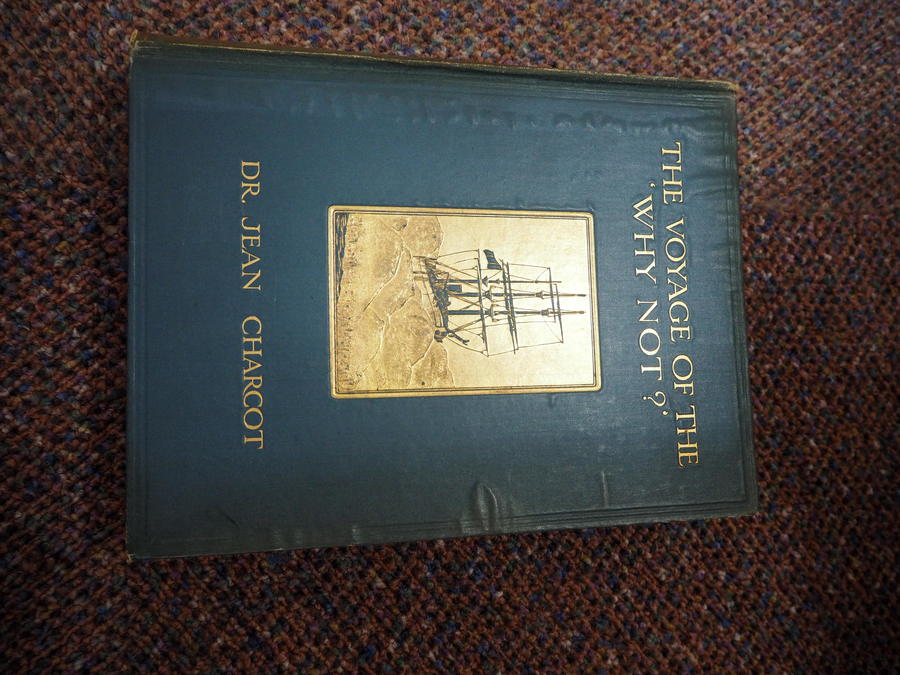 THE VOYAGE OF THE
‘WHY NOT?’
DR. JEAN CHARCOT